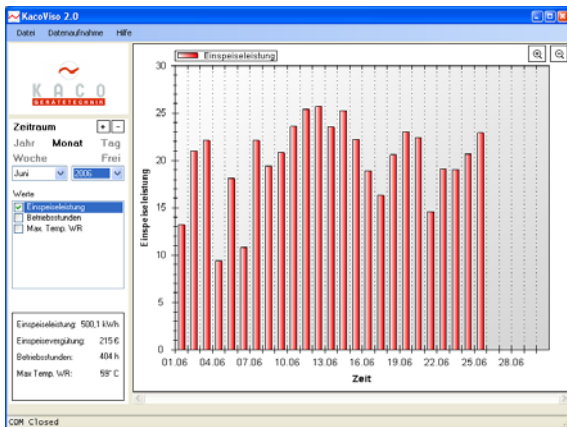 KacoViso 2.0
Datei Datenaufnahme Hilfe
KACO
GERÄTETECHNIK
Zeitraum + -
Jahr Monat Tag
Woche Frei
Juni 2006
Werte
Einspeiseleistung
Betriebsstunden
Max. Temp. WR
Einspeiseleistung: 500,1 kWh
Einspeisevergütung: 215 €
Betriebsstunden: 404 h
Max Temp. WR: 59° C
Einspeiseleistung
Einspeiseleistung
30
25
20
15
10
5
0
01.06 04.06 07.06 10.06 13.06 16.06 19.06 22.06 25.06 28.06
Zeit
COM Closed